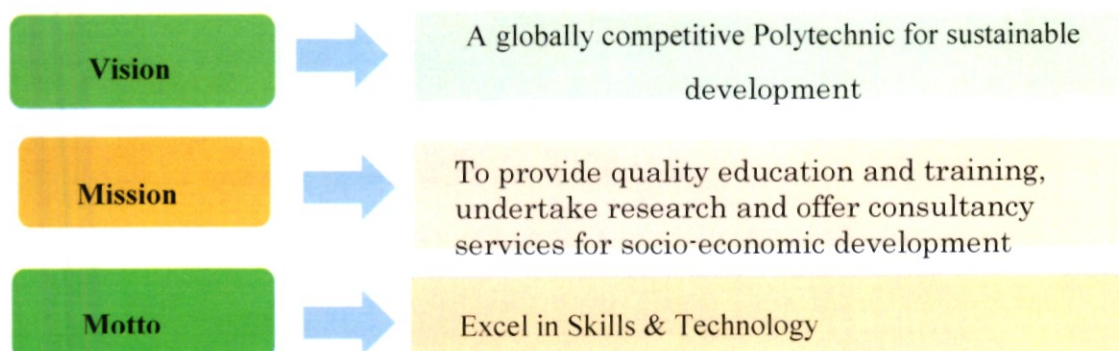 Vision
A globally competitive Polytechnic for sustainable
development
Mission
To provide quality education and training,
undertake research and offer consultancy
services for socio-economic development
Motto
Excel in Skills & Technology